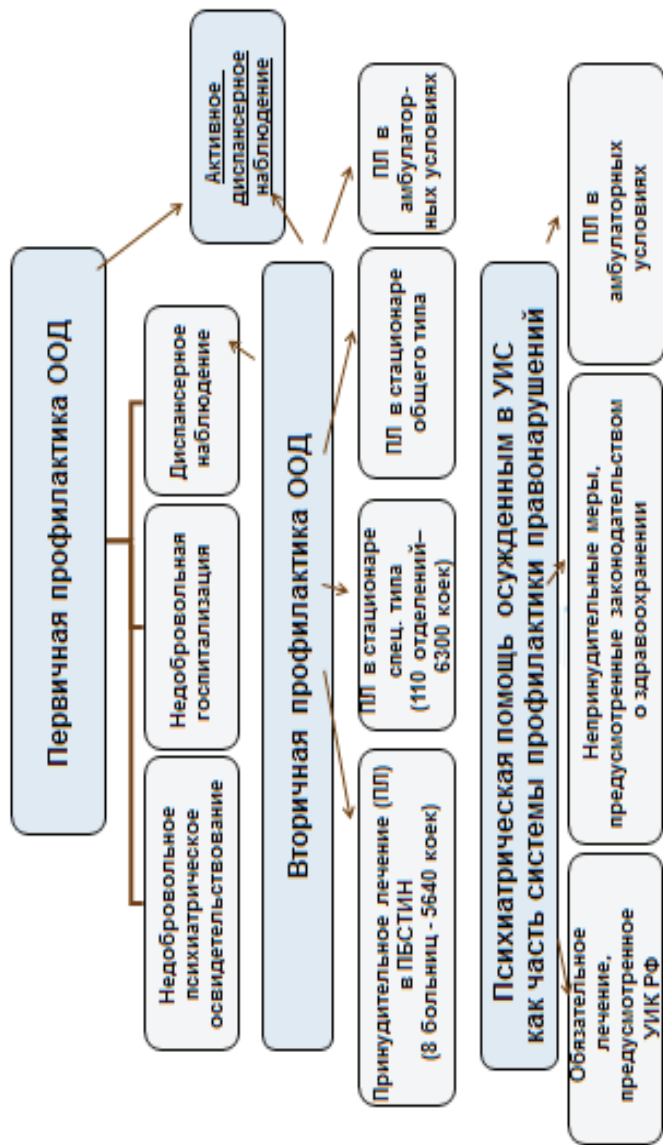 Первичная профилактика ООД
Недобровольное
психиатрическое
освидетельствование
Недобровольная
госпитализация
Диспансерное
наблюдение
Активное
диспансерное
наблюдение
Вторичная профилактика ООД
Принудительное лечение (ПЛ)
в ПБСТИН
(8 больниц - 5640 коек)
ПЛ в стационаре
спец. типа
(110 отделений–
6300 коек)
ПЛ в стационаре
общего типа
ПЛ в
амбулатор-
ных условиях
Психиатрическая помощь осужденным в УИС
как часть системы профилактики правонарушений
Обязательное
лечение,
предусмотренное
УИК РФ
Непринудительные меры,
предусмотренные законодательством
о здравоохранении
ПЛ в
амбулаторных
условиях